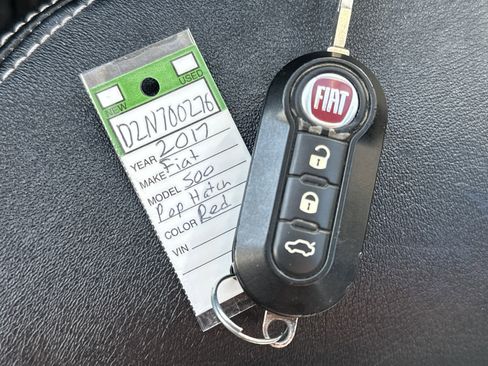 NEW
USED
D2N700276
YEAR 2017
MAKE Fiat
MODEL 500
Pop Hatch
COLOR Red
VIN
FIAT